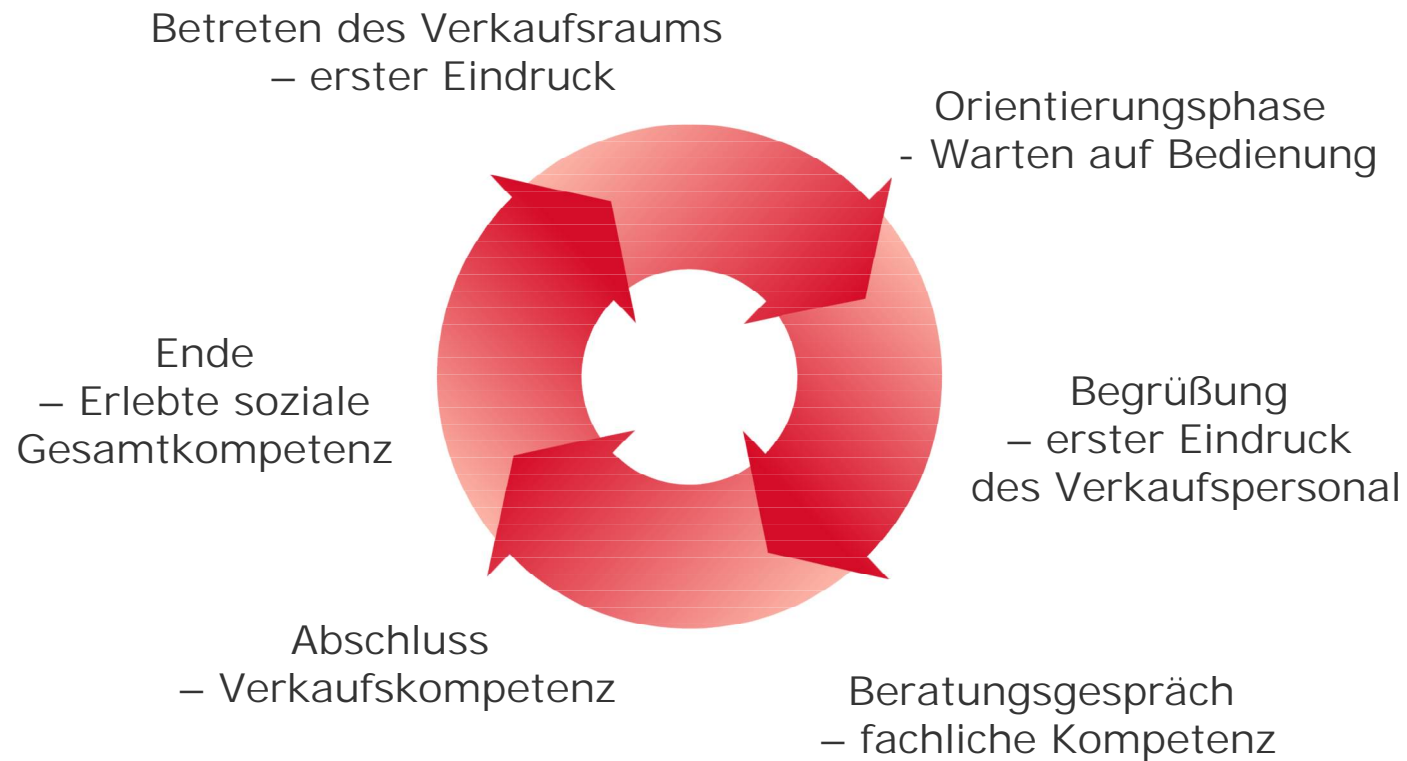 Betreten des Verkaufsraums
– erster Eindruck
Orientierungsphase
- Warten auf Bedienung
Begrüßung
– erster Eindruck
des Verkaufspersonal
Beratungsgespräch
– fachliche Kompetenz
Abschluss
– Verkaufskompetenz
Ende
– Erlebte soziale
Gesamtkompetenz